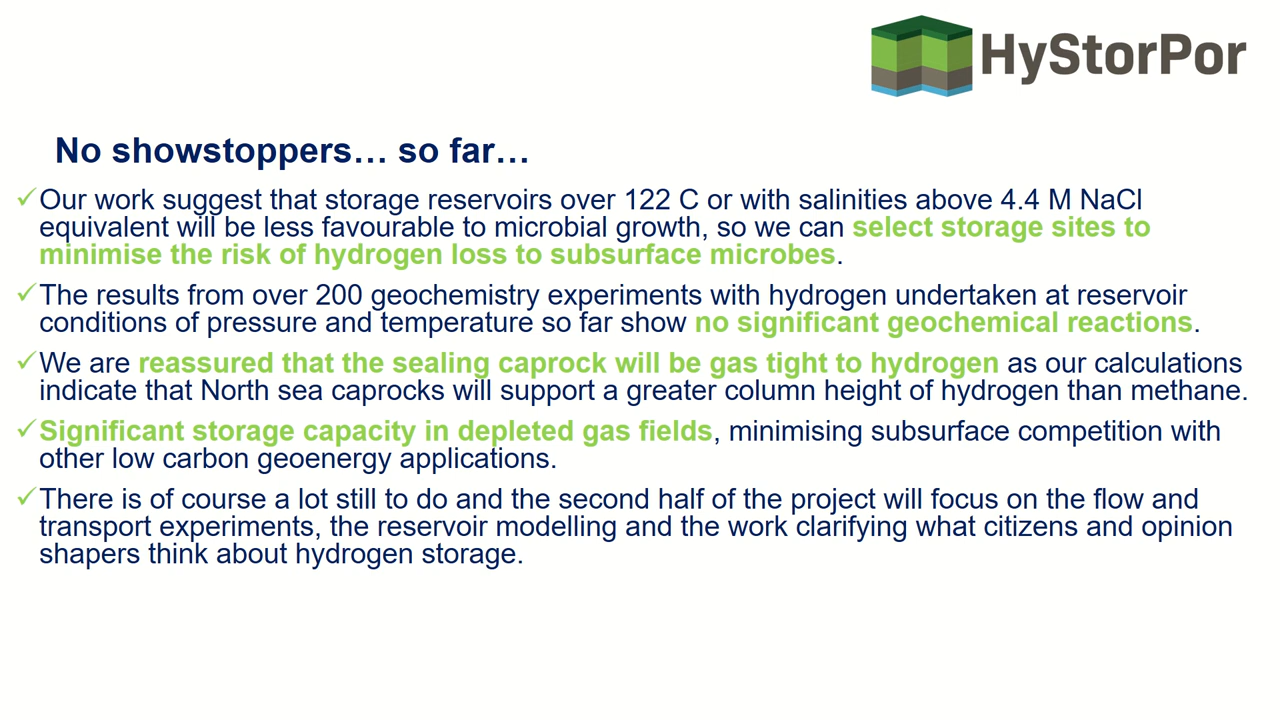 HyStorPor
No showstoppers… so far…
✓Our work suggest that storage reservoirs over 122 C or with salinities above 4.4 M NaCl
equivalent will be less favourable to microbial growth, so we can select storage sites to
minimise the risk of hydrogen loss to subsurface microbes.
✓The results from over 200 geochemistry experiments with hydrogen undertaken at reservoir
conditions of pressure and temperature so far show no significant geochemical reactions.
✓We are reassured that the sealing caprock will be gas tight to hydrogen as our calculations
indicate that North sea caprocks will support a greater column height of hydrogen than methane.
✓Significant storage capacity in depleted gas fields, minimising subsurface competition with
other low carbon geoenergy applications.
✓There is of course a lot still to do and the second half of the project will focus on the flow and
transport experiments, the reservoir modelling and the work clarifying what citizens and opinion
shapers think about hydrogen storage.